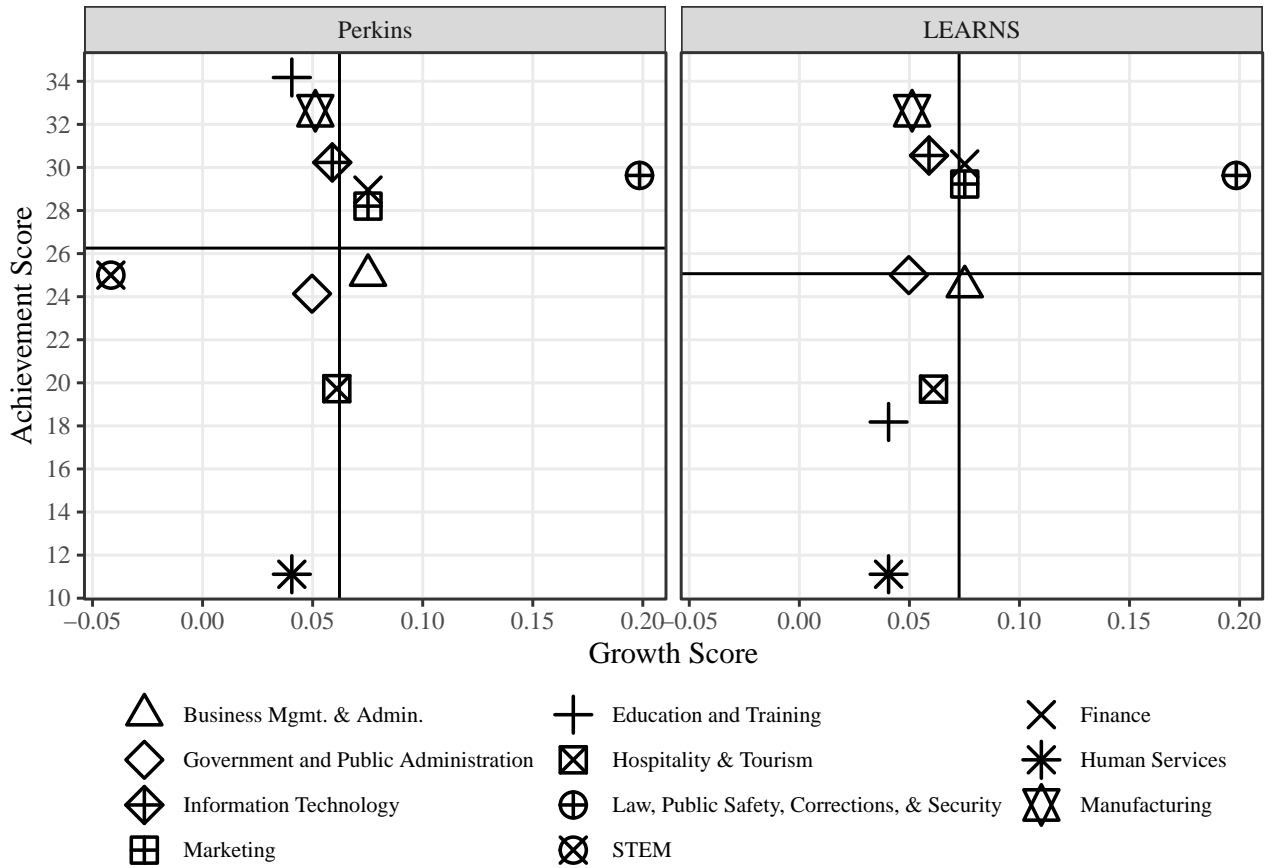 Perkins LEARNS
34
32
30
28
26
24
22
20
18
16
14
12
10
Achievement Score
−0.05 0.00 0.05 0.10 0.15 0.20 −0.05 0.00 0.05 0.10 0.15 0.20
Growth Score
Business Mgmt. & Admin. Education and Training Finance
Government and Public Administration Hospitality & Tourism Human Services
Information Technology Law, Public Safety, Corrections, & Security Manufacturing
Marketing STEM